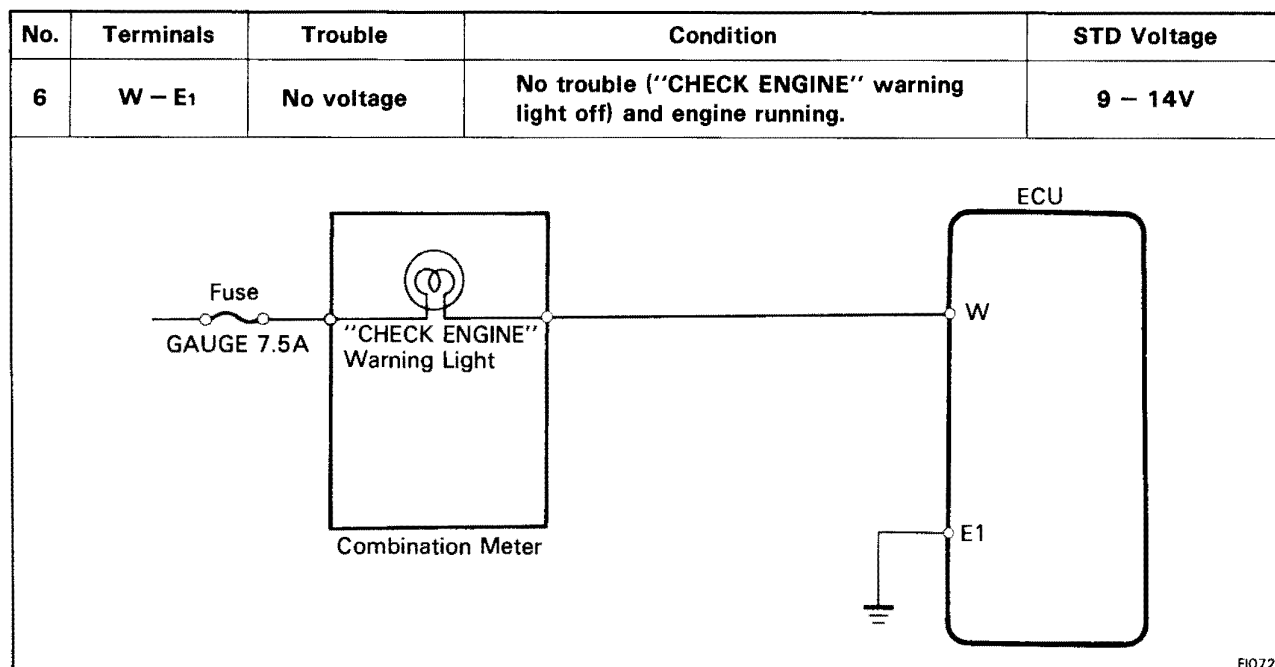 No. Terminals Trouble Condition STD Voltage
6 W – E1 No voltage No trouble (″CHECK ENGINE″ warning
light off) and engine running. 9 – 14V
ECU
Fuse
GAUGE 7.5A
″CHECK ENGINE″
Warning Light
W
E1
Combination Meter
FI072